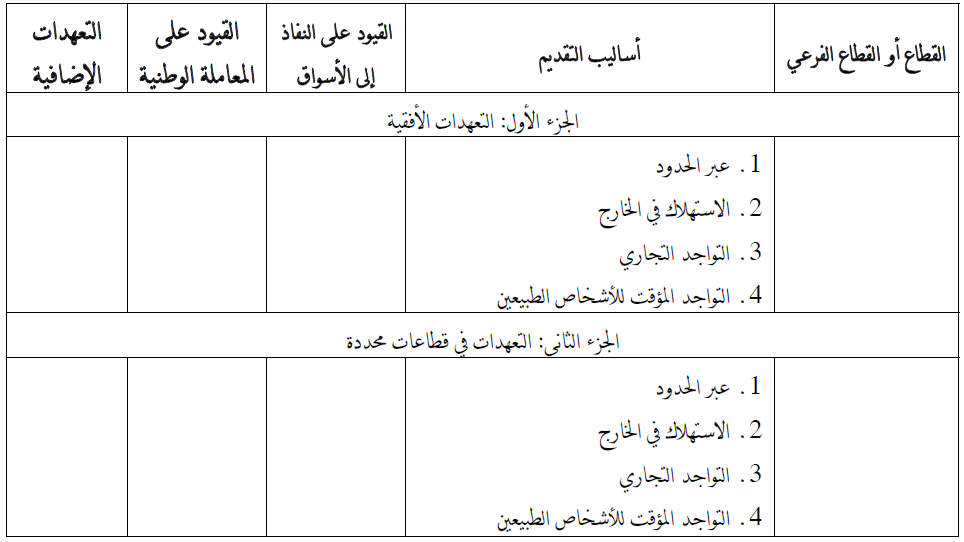 القطاع أو القطاع الفرعي
أساليب التقديم
القيود على النفاذ
إلى الأسواق
القيود على
المعاملة الوطنية
التعهدات
الإضافية
الجزء الأول: التعهدات الأفقية
1. عبر الحدود
2. الاستهلاك في الخارج
3. التواجد التجاري
4. التواجد المؤقت للأشخاص الطبيعين
الجزء الثاني: التعهدات في قطاعات محددة
1. عبر الحدود
2. الاستهلاك في الخارج
3. التواجد التجاري
4. التواجد المؤقت للأشخاص الطبيعين